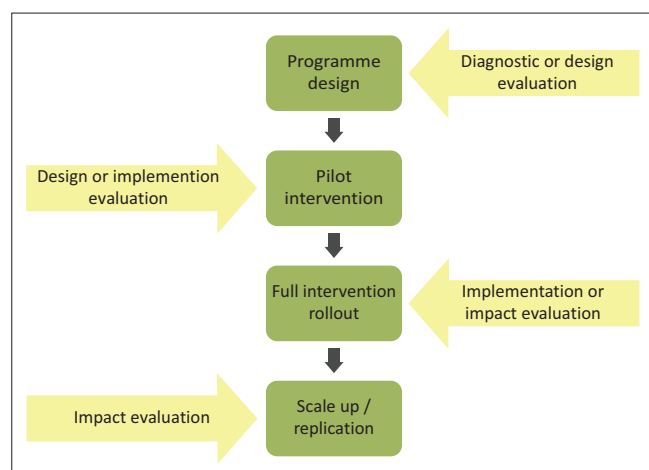 Programme
design
Diagnostic or design
evaluation
Design or implemention
evaluation
Pilot
intervention
Full intervention
rollout
Implementation or
impact evaluation
Impact evaluation
Scale up /
replication